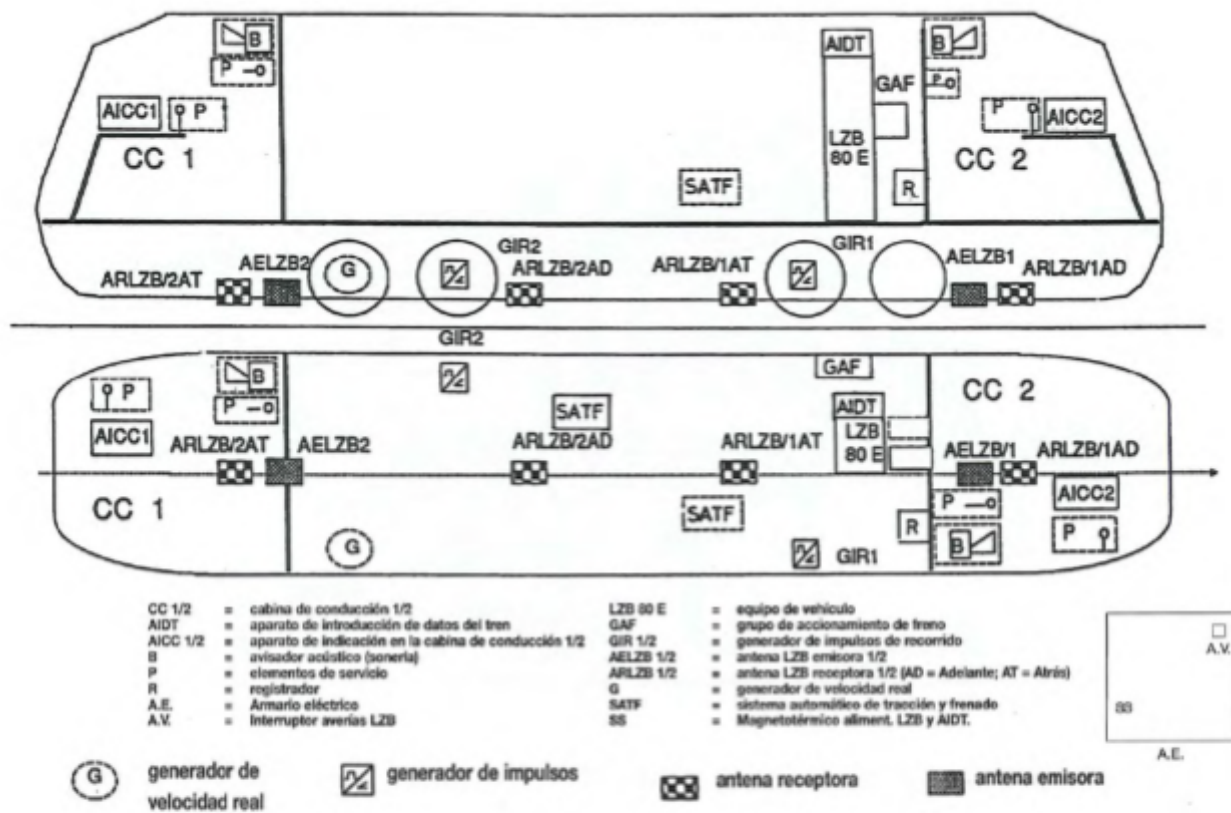 B
P
AICC1
P
CC 1
AIDT
GAF
LZB
80 E
SATF
R
B
P
P
AICC2
CC 2
ARLZB/2AT
AELZB2
G
GIR2
ARLZB/2AD
ARLZB/1AT
GIR1
AELZB1
ARLZB/1AD
GIR2
P
AICC1
B
P
ARLZB/2AT
AELZB2
CC 1
G
SATF
ARLZB/2AD
ARLZB/1AT
SATF
GAF
AIDT
LZB
80 E
R
GIR1
CC 2
AELZB/1
ARLZB/1AD
P
B
AICC2
P
CC 1/2 = cabina de conducción 1/2
AIDT = aparato de introducción de datos del tren
AICC 1/2 = aparato de indicación en la cabina de conducción 1/2
B = avisador acústico (sonería)
P = elementos de servicio
R = registrador
A.E. = Armario eléctrico
A.V. = Interruptor averías LZB
LZB 80 E = equipo de vehículo
GAF = grupo de accionamiento de freno
GIR 1/2 = generador de impulsos de recorrido
AELZB 1/2 = antena LZB emisora 1/2
ARLZB 1/2 = antena LZB receptora 1/2 (AD = Adelante; AT = Atrás)
G = generador de velocidad real
SATF = sistema automático de tracción y frenado
SS = Magnetotérmico aliment. LZB y AIDT.
A.V.
SS
A.E.
G generador de
velocidad real
generador de impulsos
antena receptora
antena emisora